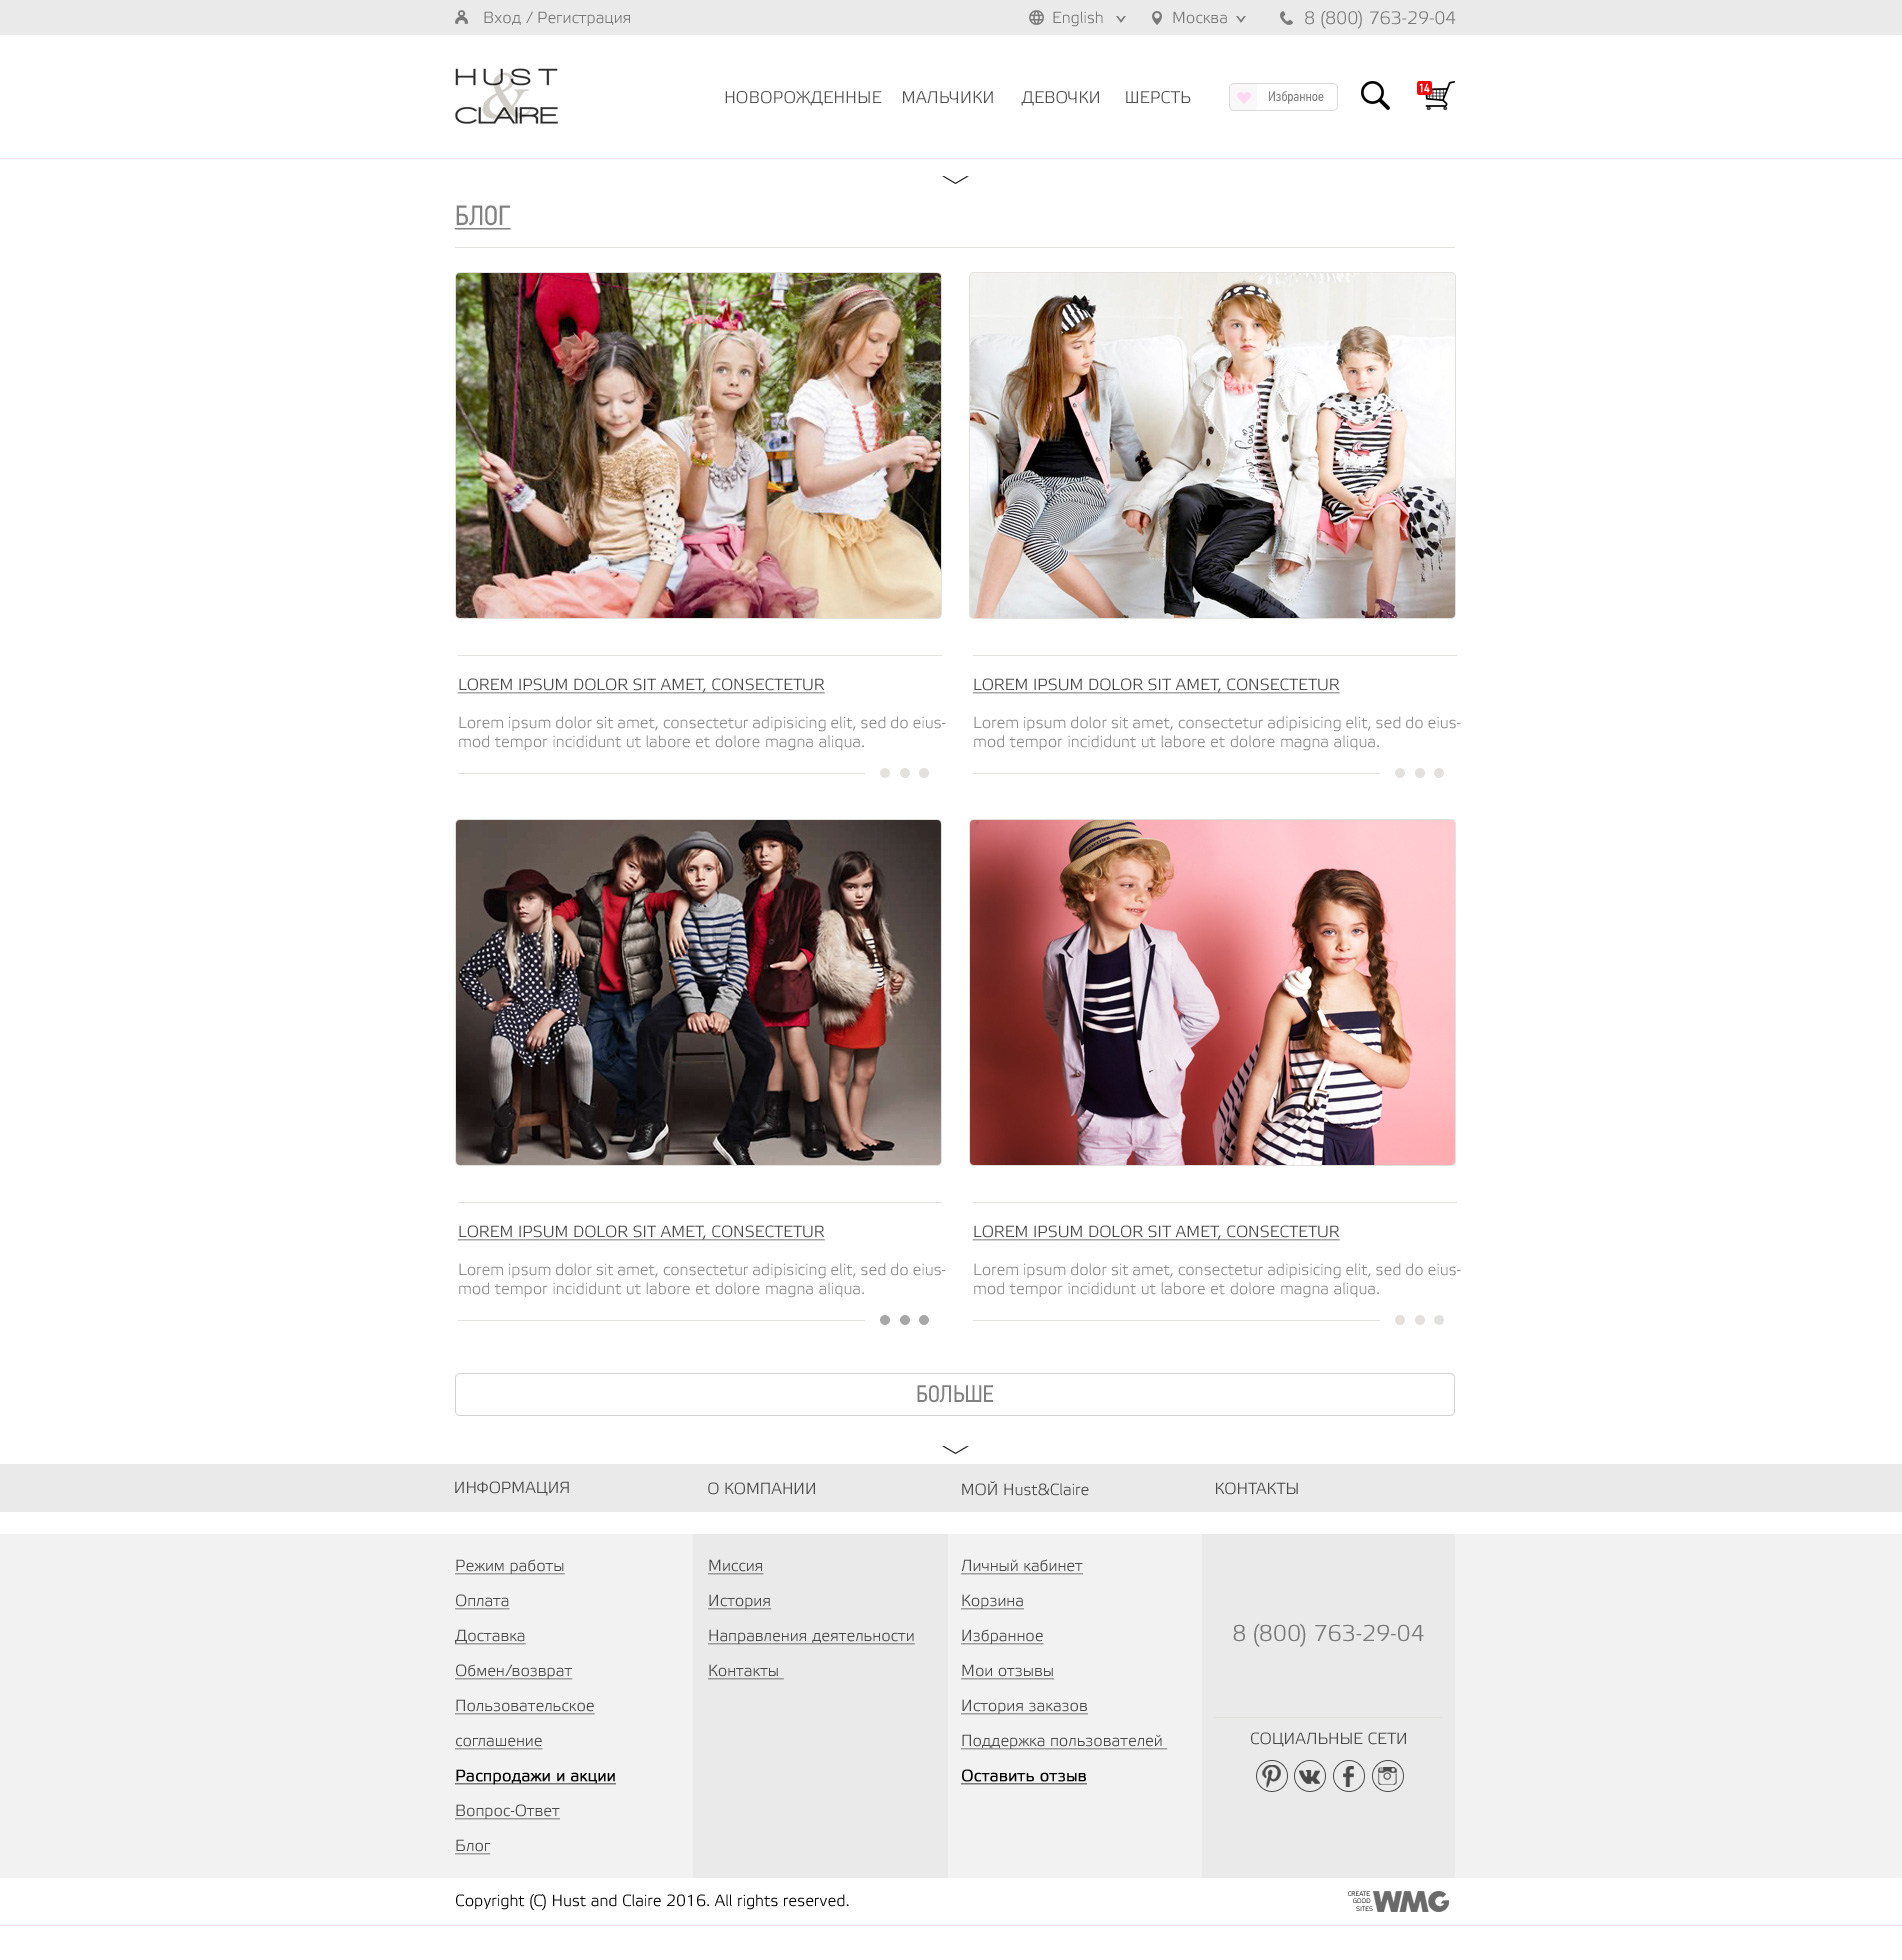 Вход / Регистрация
English
Москва
8 (800) 763-29-04
HUST
&
CLAIRE
НОВОРОЖДЕННЫЕ МАЛЬЧИКИ ДЕВОЧКИ ШЕРСТЬ
Избранное
14
БЛОГ
LOREM IPSUM DOLOR SIT AMET, CONSECTETUR
Lorem ipsum dolor sit amet, consectetur adipisicing elit, sed do eius-
mod tempor incididunt ut labore et dolore magna aliqua.
LOREM IPSUM DOLOR SIT AMET, CONSECTETUR
Lorem ipsum dolor sit amet, consectetur adipisicing elit, sed do eius-
mod tempor incididunt ut labore et dolore magna aliqua.
LOREM IPSUM DOLOR SIT AMET, CONSECTETUR
Lorem ipsum dolor sit amet, consectetur adipisicing elit, sed do eius-
mod tempor incididunt ut labore et dolore magna aliqua.
LOREM IPSUM DOLOR SIT AMET, CONSECTETUR
Lorem ipsum dolor sit amet, consectetur adipisicing elit, sed do eius-
mod tempor incididunt ut labore et dolore magna aliqua.
БОЛЬШЕ
ИНФОРМАЦИЯ
Режим работы
Оплата
Доставка
Обмен/возврат
Пользовательское
соглашение
Распродажи и акции
Вопрос-Ответ
Блог
О КОМПАНИИ
Миссия
История
Направления деятельности
Контакты
МОЙ Hust&Claire
Личный кабинет
Корзина
Избранное
Мои отзывы
История заказов
Поддержка пользователей
Оставить отзыв
КОНТАКТЫ
8 (800) 763-29-04
СОЦИАЛЬНЫЕ СЕТИ
Copyright (C) Hust and Claire 2016. All rights reserved.
CREATE
GOOD
SITES
WMG